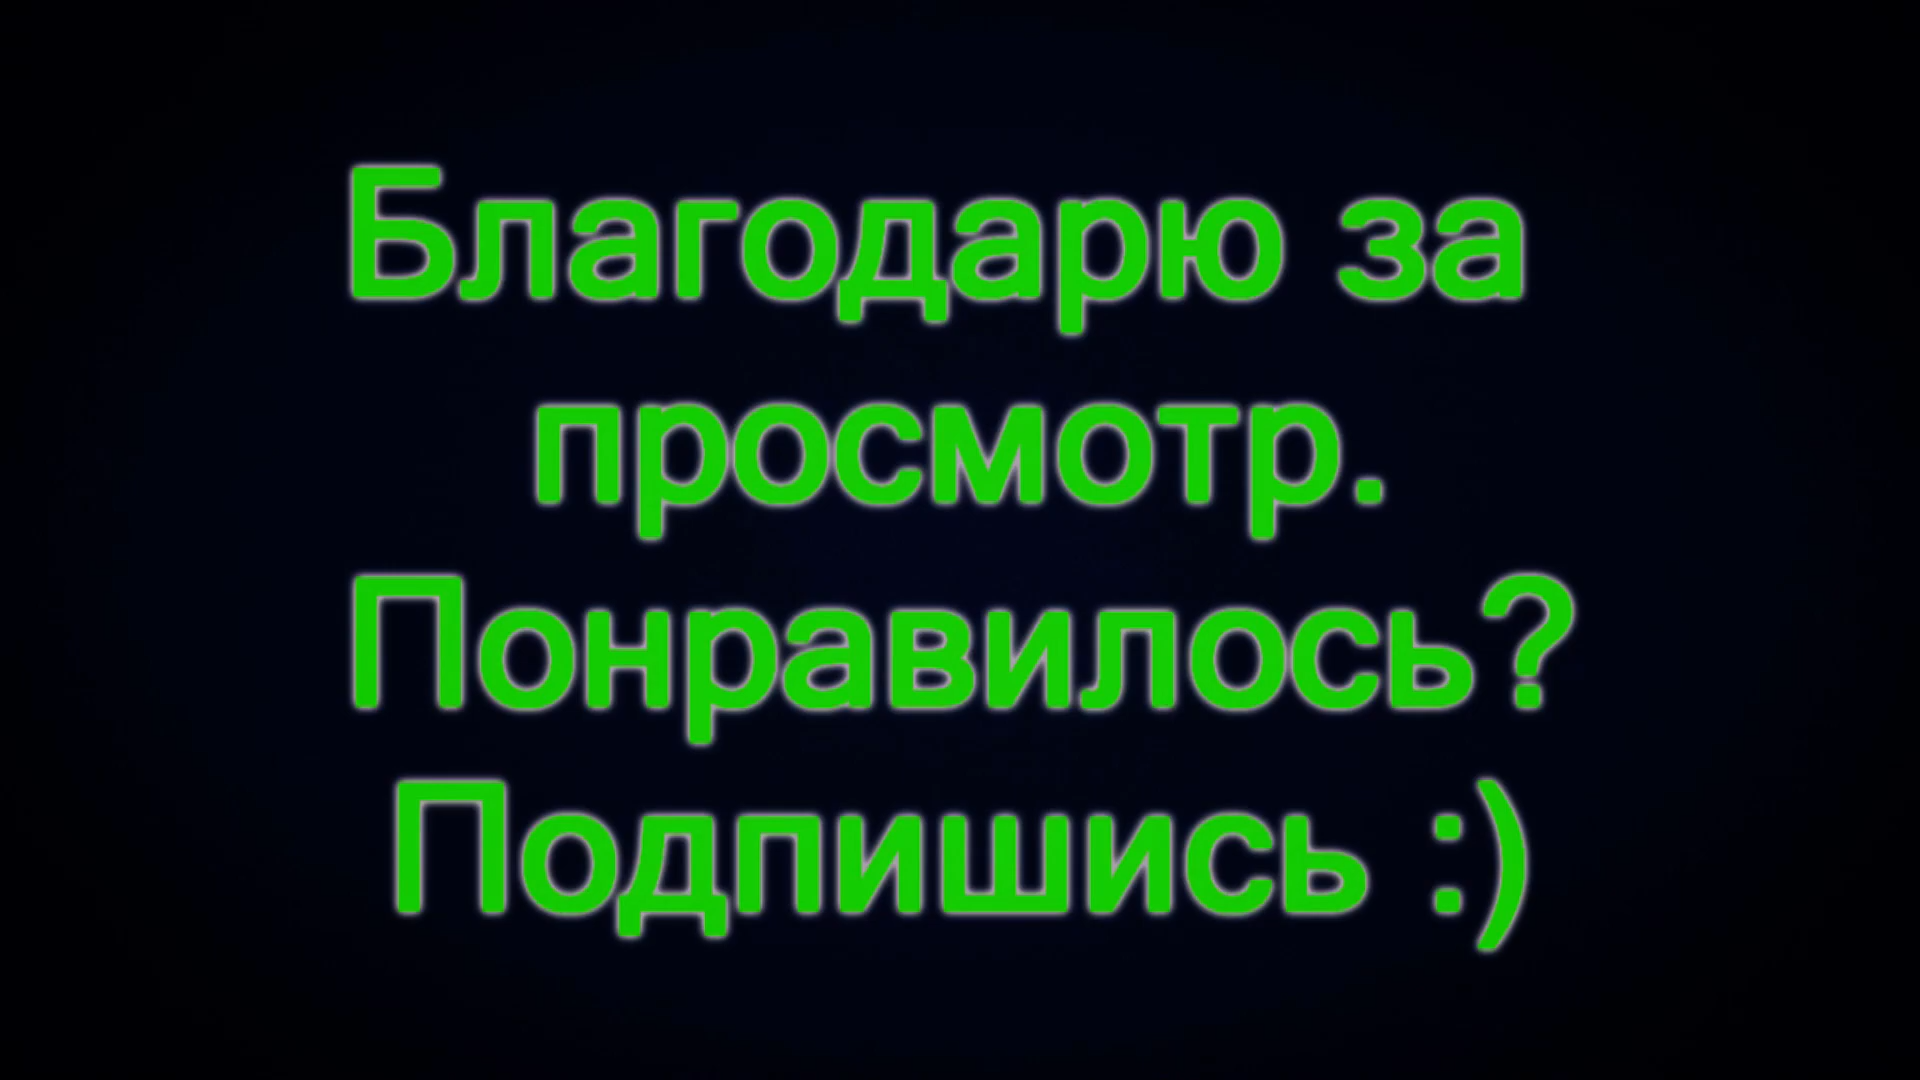 Благодарю за
просмотр.
Понравилось?
Подпишись :)